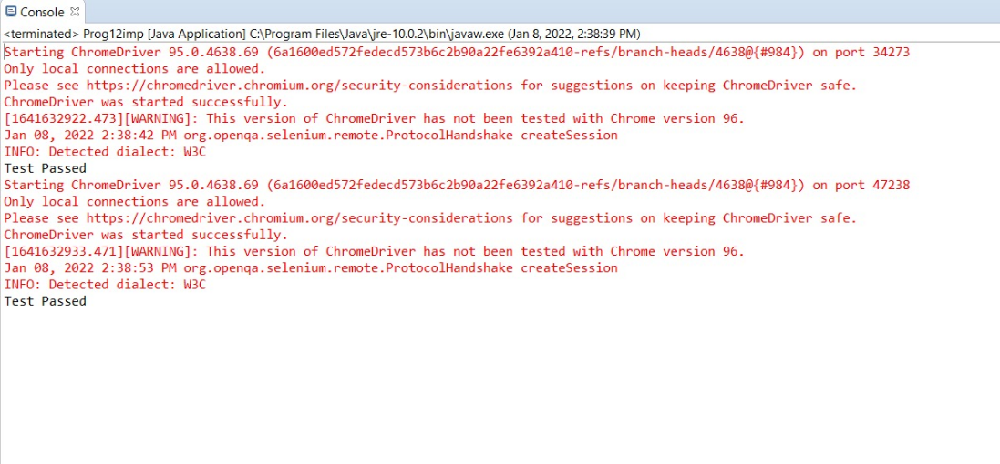 Console
<terminated> Prog12imp [Java Application] C:\Program Files\Java\jre-10.0.2\bin\javaw.exe (Jan 8, 2022, 2:38:39 PM)
Starting ChromeDriver 95.0.4638.69 (6a1600ed572fedecd573b6c2b90a22fe6392a410-refs/branch-heads/4638@{#984}) on port 34273
Only local connections are allowed.
Please see https://chromedriver.chromium.org/security-considerations for suggestions on keeping ChromeDriver safe.
ChromeDriver was started successfully.
[1641632922.473][WARNING]: This version of ChromeDriver has not been tested with Chrome version 96.
Jan 08, 2022 2:38:42 PM org.openqa.selenium.remote.ProtocolHandshake createSession
INFO: Detected dialect: W3C
Test Passed
Starting ChromeDriver 95.0.4638.69 (6a1600ed572fedecd573b6c2b90a22fe6392a410-refs/branch-heads/4638@{#984}) on port 47238
Only local connections are allowed.
Please see https://chromedriver.chromium.org/security-considerations for suggestions on keeping ChromeDriver safe.
ChromeDriver was started successfully.
[1641632933.471][WARNING]: This version of ChromeDriver has not been tested with Chrome version 96.
Jan 08, 2022 2:38:53 PM org.openqa.selenium.remote.ProtocolHandshake createSession
INFO: Detected dialect: W3C
Test Passed